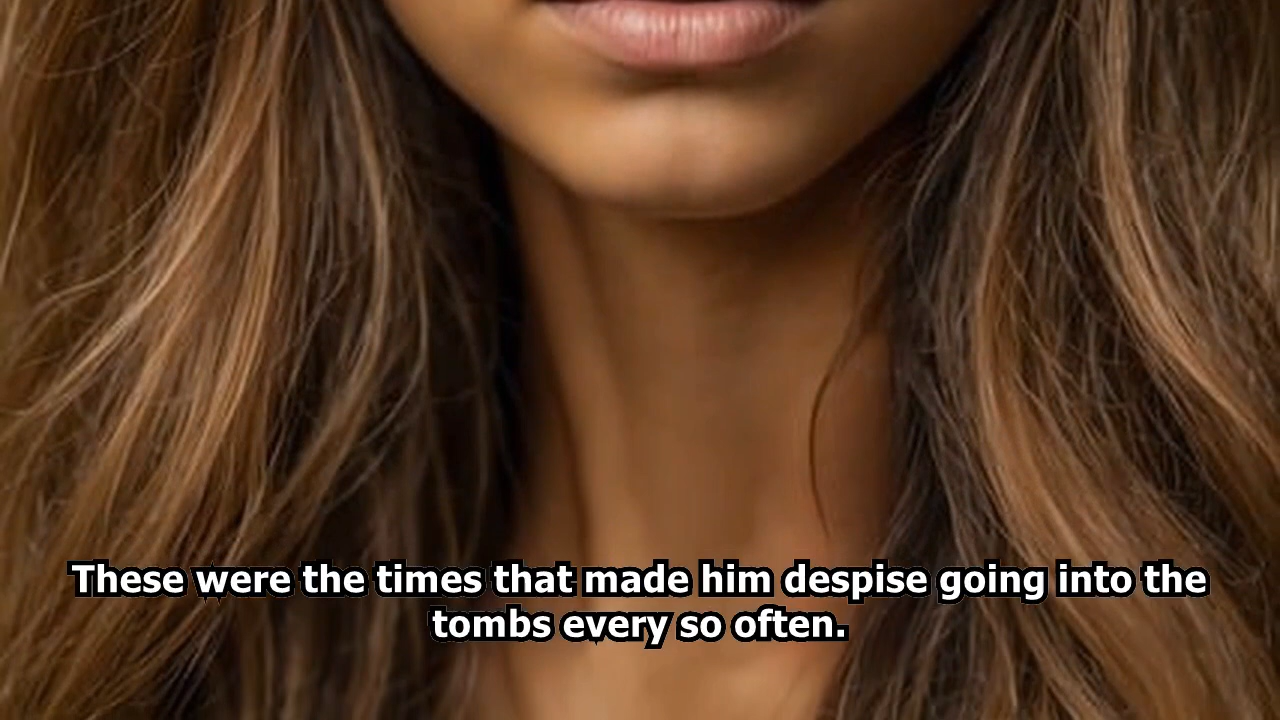 These were the times that made him despise going into the
tombs every so often.